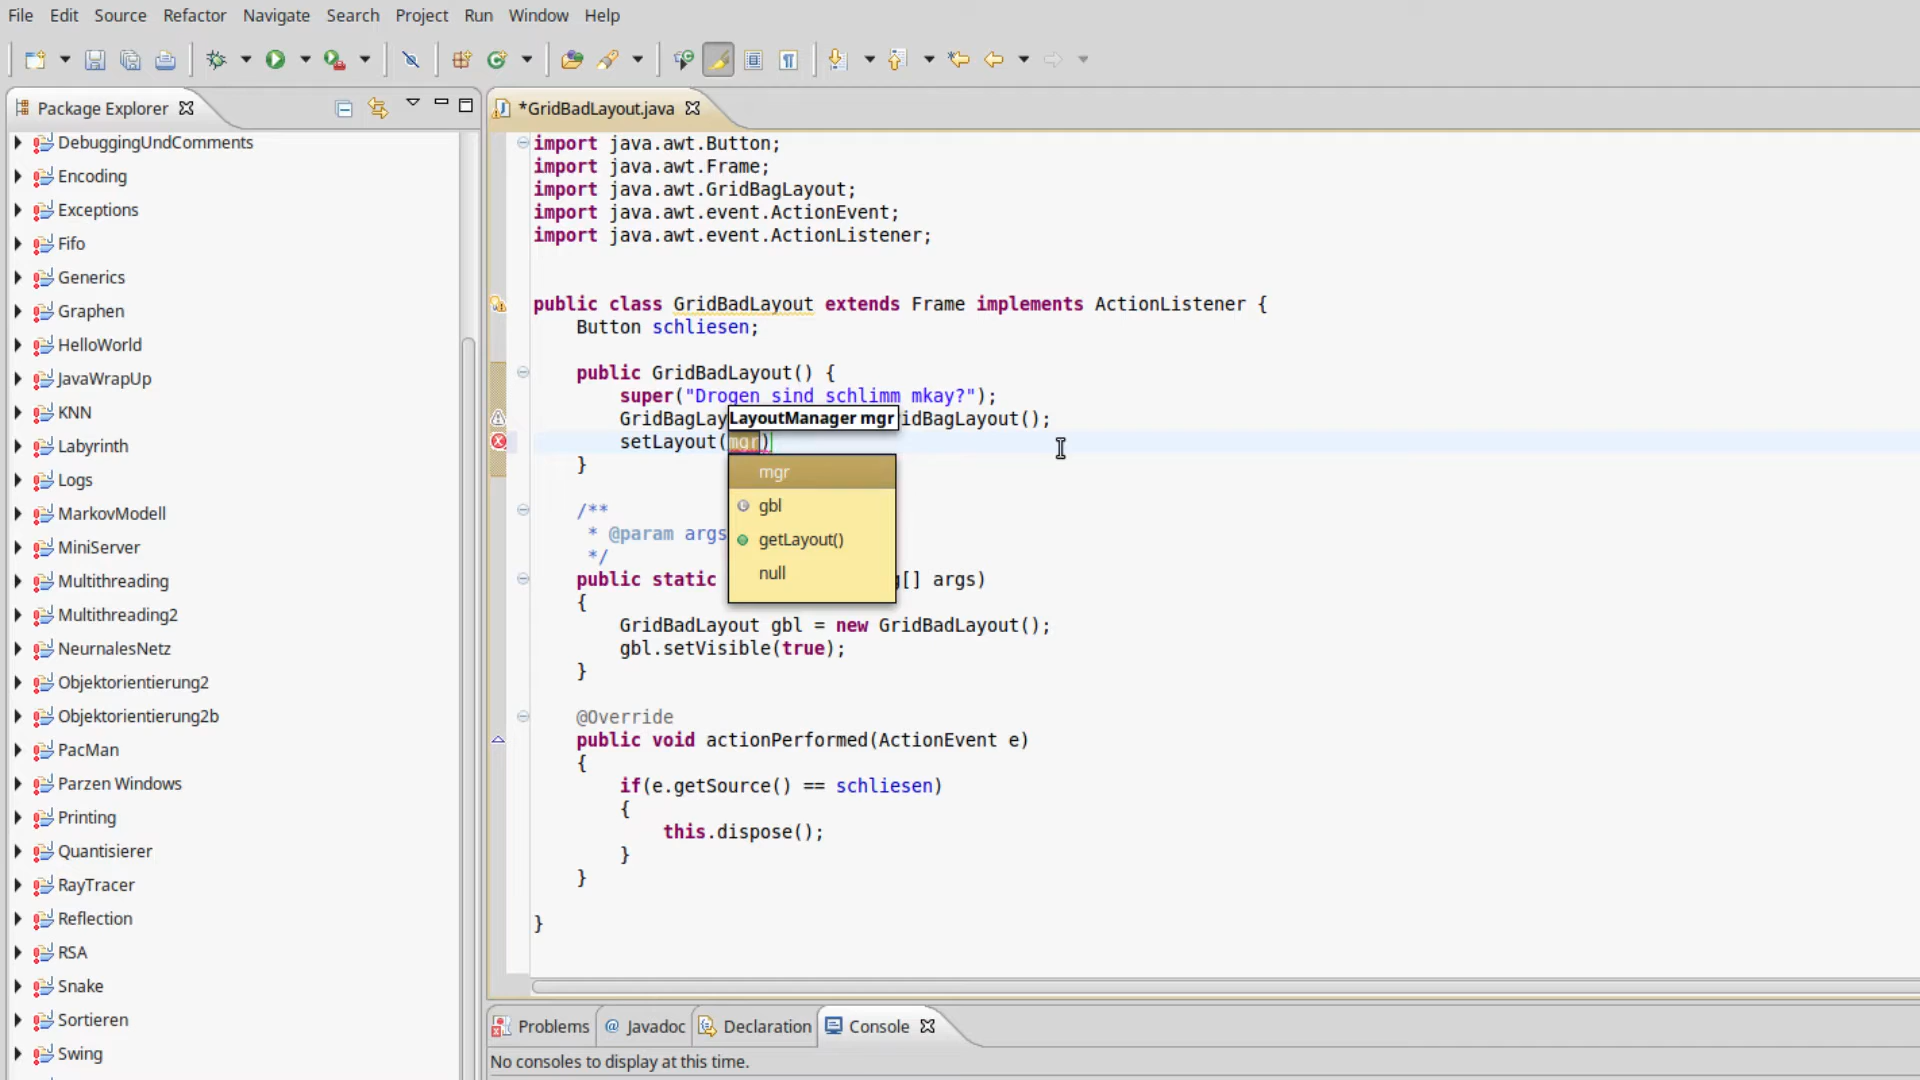 File Edit Source Refactor Navigate Search Project Run Window Help
Package Explorer
DebuggingUndComments
Encoding
Exceptions
Fifo
Generics
Graphen
HelloWorld
JavaWrapUp
KNN
Labyrinth
Logs
MarkovModell
MiniServer
Multithreading
Multithreading2
NeurnalesNetz
Objektorientierung2
Objektorientierung2b
PacMan
Parzen Windows
Printing
Quantisierer
RayTracer
Reflection
RSA
Snake
Sortieren
Swing
*GridBadLayout.java
import java.awt.Button;
import java.awt.Frame;
import java.awt.GridBagLayout;
import java.awt.event.ActionEvent;
import java.awt.event.ActionListener;
public class GridBadLayout extends Frame implements ActionListener {
Button schliesen;
public GridBadLayout() {
super("Drogen sind schlimm mkay?");
GridBagLay LayoutManager mgr idBagLayout();
setLayout(mgr)
}
mgr
gbl
getLayout()
null
/**
* @param args
*/
public static g[] args)
{
GridBadLayout gbl = new GridBadLayout();
gbl.setVisible(true);
}
@Override
public void actionPerformed(ActionEvent e)
{
if(e.getSource() == schliesen)
{
this.dispose();
}
}
}
Problems @ Javadoc Declaration Console
No consoles to display at this time.